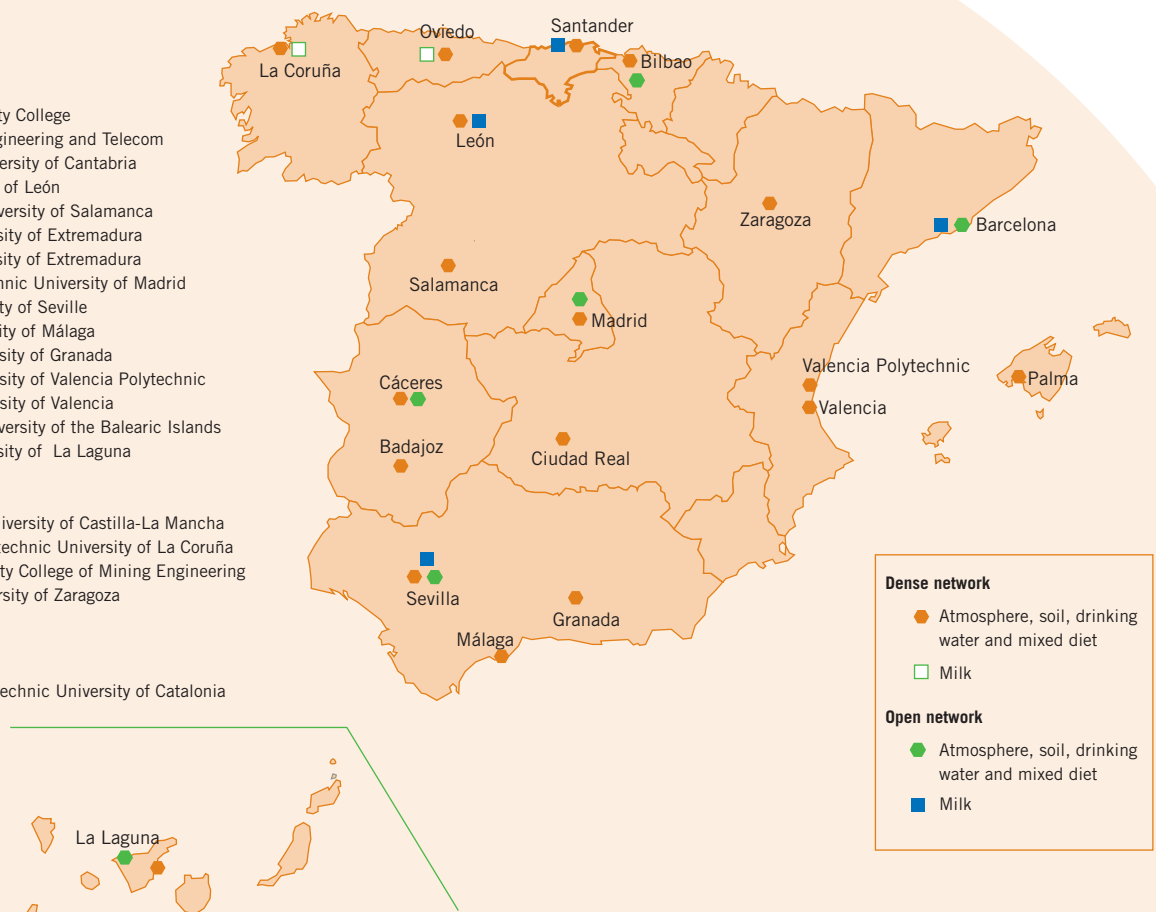 ty College
gineering and Telecom
ersity of Cantabria
of León
versity of Salamanca
sity of Extremadura
sity of Extremadura
hnic University of Madrid
ty of Seville
ity of Málaga
sity of Granada
sity of Valencia Polytechnic
sity of Valencia
versity of the Balearic Islands
sity of La Laguna
iversity of Castilla-La Mancha
technic University of La Coruña
ty College of Mining Engineering
rsity of Zaragoza
echnic University of Catalonia
Oviedo
Santander
La Coruña
Bilbao
León
Zaragoza
Barcelona
Salamanca
Madrid
Valencia Polytechnic
Cáceres
Palma
Valencia
Badajoz
Ciudad Real
Sevilla
Granada
Málaga
La Laguna
Dense network
Atmosphere, soil, drinking
water and mixed diet
Milk
Open network
Atmosphere, soil, drinking
water and mixed diet
Milk